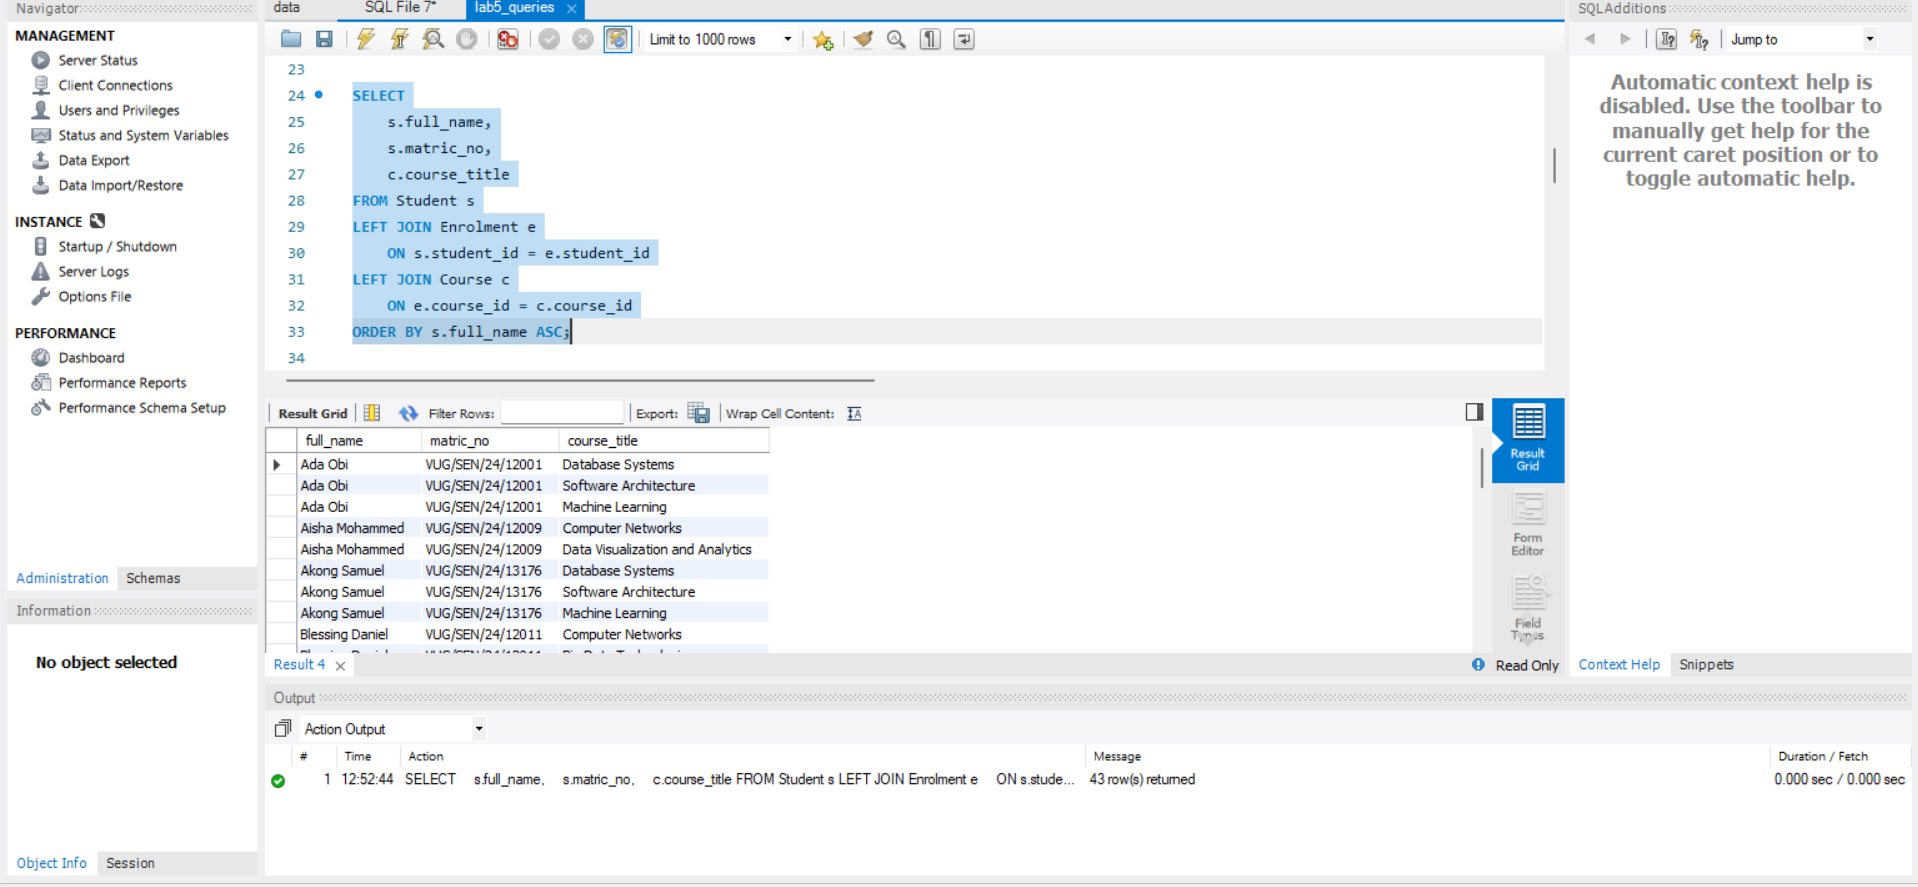 Navigator
MANAGEMENT
Server Status
Client Connections
Users and Privileges
Status and System Variables
Data Export
Data Import/Restore
INSTANCE
Startup / Shutdown
Server Logs
Options File
PERFORMANCE
Dashboard
Performance Reports
Performance Schema Setup
Administration Schemas
Information
No object selected
Object Info Session
data SQL File 7* lab5_queries
Limit to 1000 rows
23
24 SELECT
25 s.full_name,
26 s.matric_no,
27 c.course_title
28 FROM Student s
29 LEFT JOIN Enrolment e
30 ON s.student_id = e.student_id
31 LEFT JOIN Course c
32 ON e.course_id = c.course_id
33 ORDER BY s.full_name ASC;
34
Result Grid Filter Rows: Export: Wrap Cell Content:
full_name matric_no course_title
Ada Obi VUG/SEN/24/12001 Database Systems
Ada Obi VUG/SEN/24/12001 Software Architecture
Ada Obi VUG/SEN/24/12001 Machine Learning
Aisha Mohammed VUG/SEN/24/12009 Computer Networks
Aisha Mohammed VUG/SEN/24/12009 Data Visualization and Analytics
Akong Samuel VUG/SEN/24/13176 Database Systems
Akong Samuel VUG/SEN/24/13176 Software Architecture
Akong Samuel VUG/SEN/24/13176 Machine Learning
Blessing Daniel VUG/SEN/24/12011 Computer Networks
Result Grid
Form Editor
Field Types
Result 4 Read Only
SQLAdditions
Jump to
Automatic context help is
disabled. Use the toolbar to
manually get help for the
current caret position or to
toggle automatic help.
Context Help Snippets
Output
Action Output
# Time Action Message Duration / Fetch
1 12:52:44 SELECT s.full_name, s.matric_no, c.course_title FROM Student s LEFT JOIN Enrolment e ON s.stude... 43 row(s) returned 0.000 sec / 0.000 sec